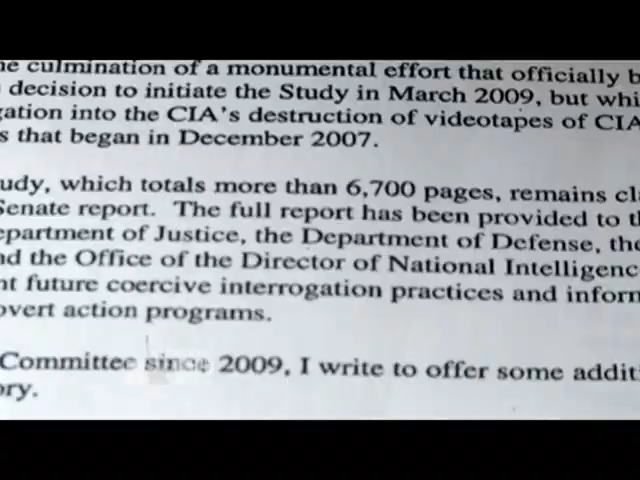 he culmination of a monumental effort that officially b
decision to initiate the Study in March 2009, but whi
gation into the CIA's destruction of videotapes of CIA
s that began in December 2007.
udy, which totals more than 6,700 pages, remains cla
Senate report. The full report has been provided to th
epartment of Justice, the Department of Defense, the
nd the Office of the Director of National Intelligenc
nt future coercive interrogation practices and inform
overt action programs.
Committee since 2009, I write to offer some additi
ory.